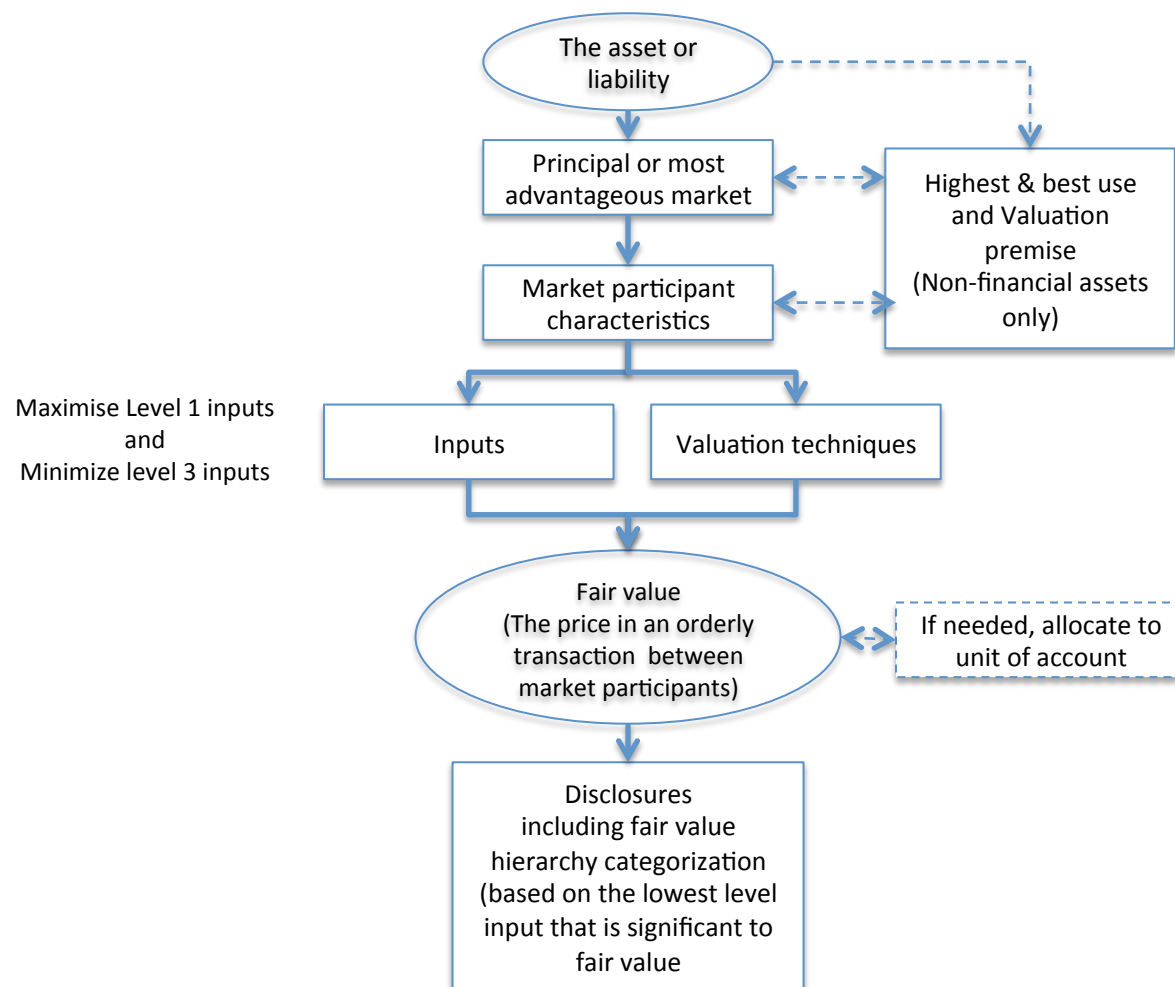 The asset or
liability
Principal or most
advantageous market
Highest & best use
and Valuation
premise
(Non-financial assets
only)
Market participant
characteristics
Maximise Level 1 inputs
and
Minimize level 3 inputs
Inputs
Valuation techniques
Fair value
(The price in an orderly
transaction between
market participants)
If needed, allocate to
unit of account
Disclosures
including fair value
hierarchy categorization
(based on the lowest level
input that is significant to
fair value